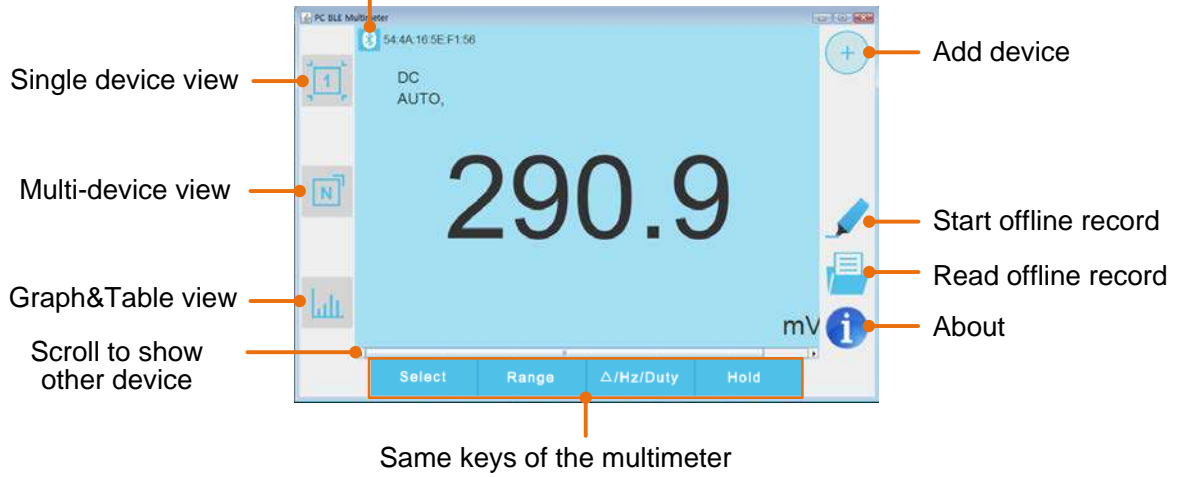 PC BLE Multimeter
54:4A:16:5E:F1:56
Add device
Single device view
1
DC
AUTO,
290.9
Multi-device view
N
Start offline record
Read offline record
Graph&Table view
mV
About
Scroll to show
other device
Select
Range
△/Hz/Duty
Hold
Same keys of the multimeter